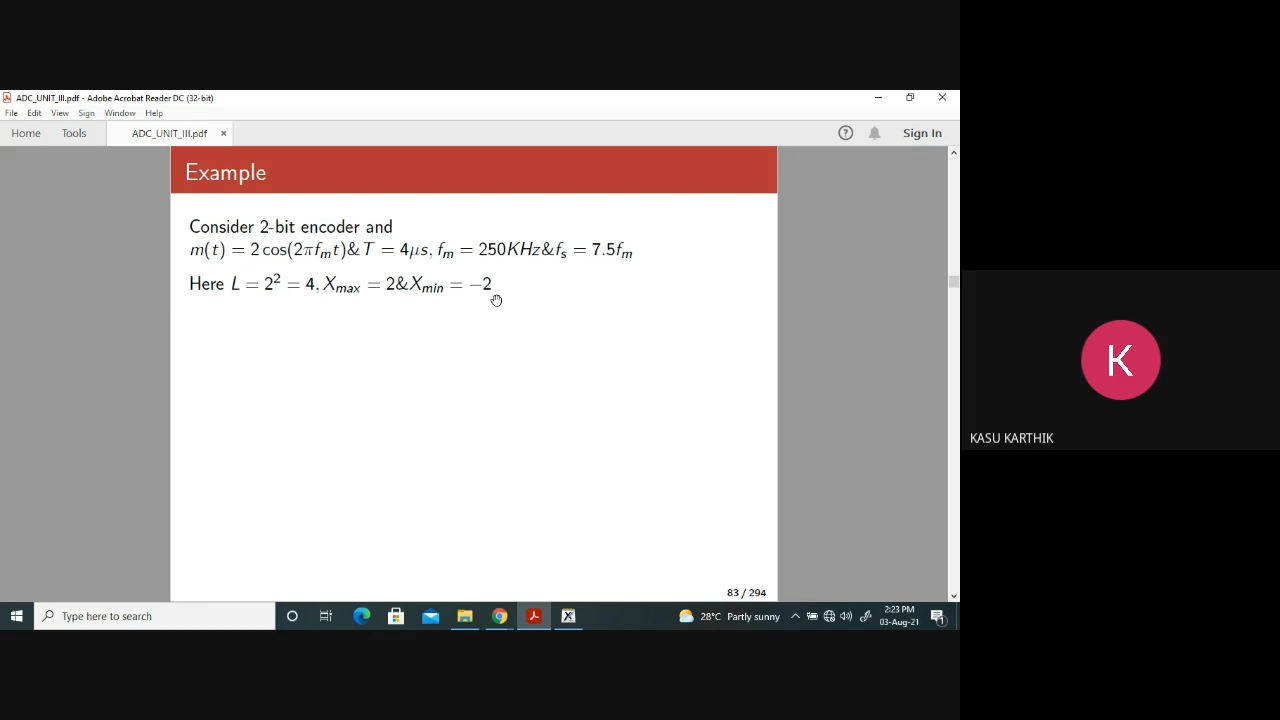 ADC_UNIT_III.pdf - Adobe Acrobat Reader DC (32-bit)
File Edit View Sign Window Help
Home Tools ADC_UNIT_III.pdf × ? Sign In
Example
Consider 2-bit encoder and
m(t) = 2 cos(2πf_m t)& T = 4μs, f_m = 250KHz&f_s = 7.5f_m
Here L = 2² = 4, X_max = 2&X_min = −2
K
KASU KARTHIK
83 / 294
Type here to search
28°C Partly sunny
2:23 PM
03-Aug-21
1